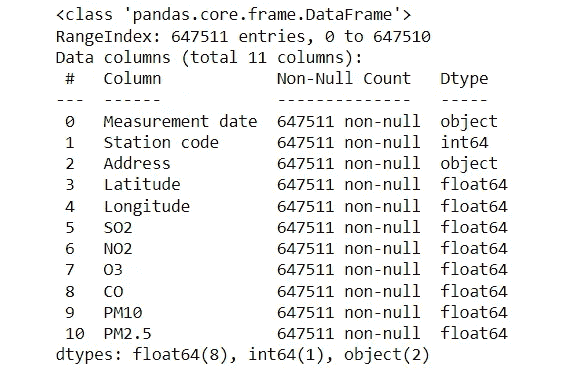 <class 'pandas.core.frame.DataFrame'>
RangeIndex: 647511 entries, 0 to 647510
Data columns (total 11 columns):
 #   Column            Non-Null Count   Dtype
---  ------            --------------   -----
 0   Measurement date  647511 non-null  object
 1   Station code      647511 non-null  int64
 2   Address           647511 non-null  object
 3   Latitude          647511 non-null  float64
 4   Longitude         647511 non-null  float64
 5   SO2               647511 non-null  float64
 6   NO2               647511 non-null  float64
 7   O3                647511 non-null  float64
 8   CO                647511 non-null  float64
 9   PM10              647511 non-null  float64
 10  PM2.5             647511 non-null  float64
dtypes: float64(8), int64(1), object(2)